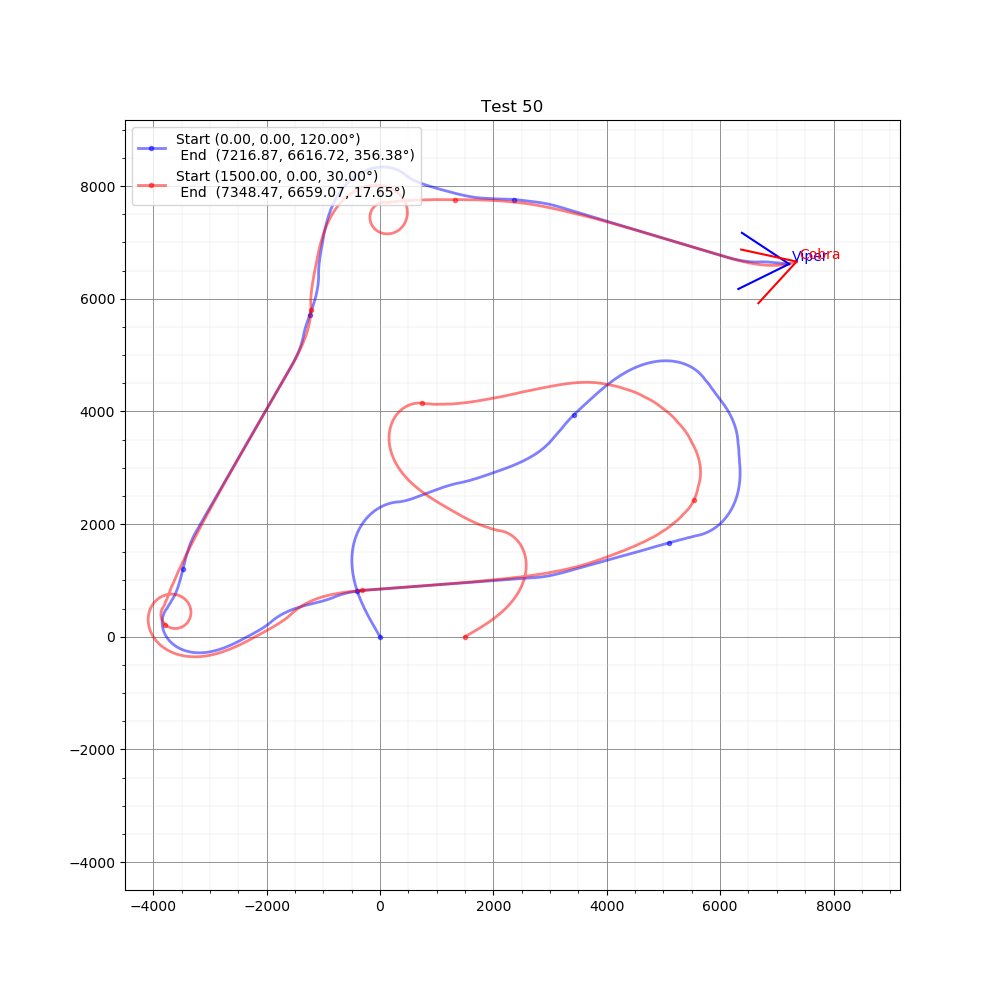 Test 50
Start (0.00, 0.00, 120.00°)
End (7216.87, 6616.72, 356.38°)
Start (1500.00, 0.00, 30.00°)
End (7348.47, 6659.07, 17.65°)
Viper
Cobra
8000
6000
4000
2000
0
−2000
−4000
−4000 −2000 0 2000 4000 6000 8000